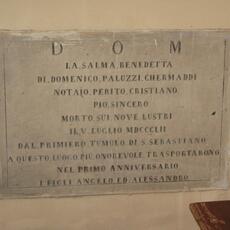 D O M
LA SALMA BENEDETTA
DI DOMENICO PALUZZI CHERMADDI
NOTAIO PERITO CRISTIANO
PIO SINCERO
MORTO SUI NOVE LUSTRI
IL V LUGLIO MDCCCLII
DAL PRIMIERO TUMULO DI S. SEBASTIANO
A QUESTO LUOGO PIÙ ONOREVOLE TRASPORTARONO
NEL PRIMO ANNIVERSARIO
I FIGLI ANGELO ED ALESSANDRO